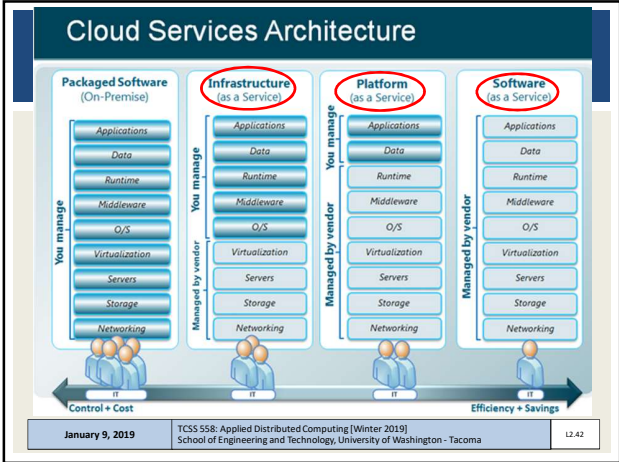 Cloud Services Architecture
Packaged Software
(On-Premise)
You manage
Applications
Data
Runtime
Middleware
O/S
Virtualization
Servers
Storage
Networking
IT
Infrastructure
(as a Service)
You manage
Managed by vendor
Applications
Data
Runtime
Middleware
O/S
Virtualization
Servers
Storage
Networking
IT
Platform
(as a Service)
You manage
Managed by vendor
Applications
Data
Runtime
Middleware
O/S
Virtualization
Servers
Storage
Networking
IT
Software
(as a Service)
Managed by vendor
Applications
Data
Runtime
Middleware
O/S
Virtualization
Servers
Storage
Networking
IT
Control + Cost
Efficiency + Savings
January 9, 2019
TCSS 558: Applied Distributed Computing [Winter 2019]
School of Engineering and Technology, University of Washington - Tacoma
L2.42